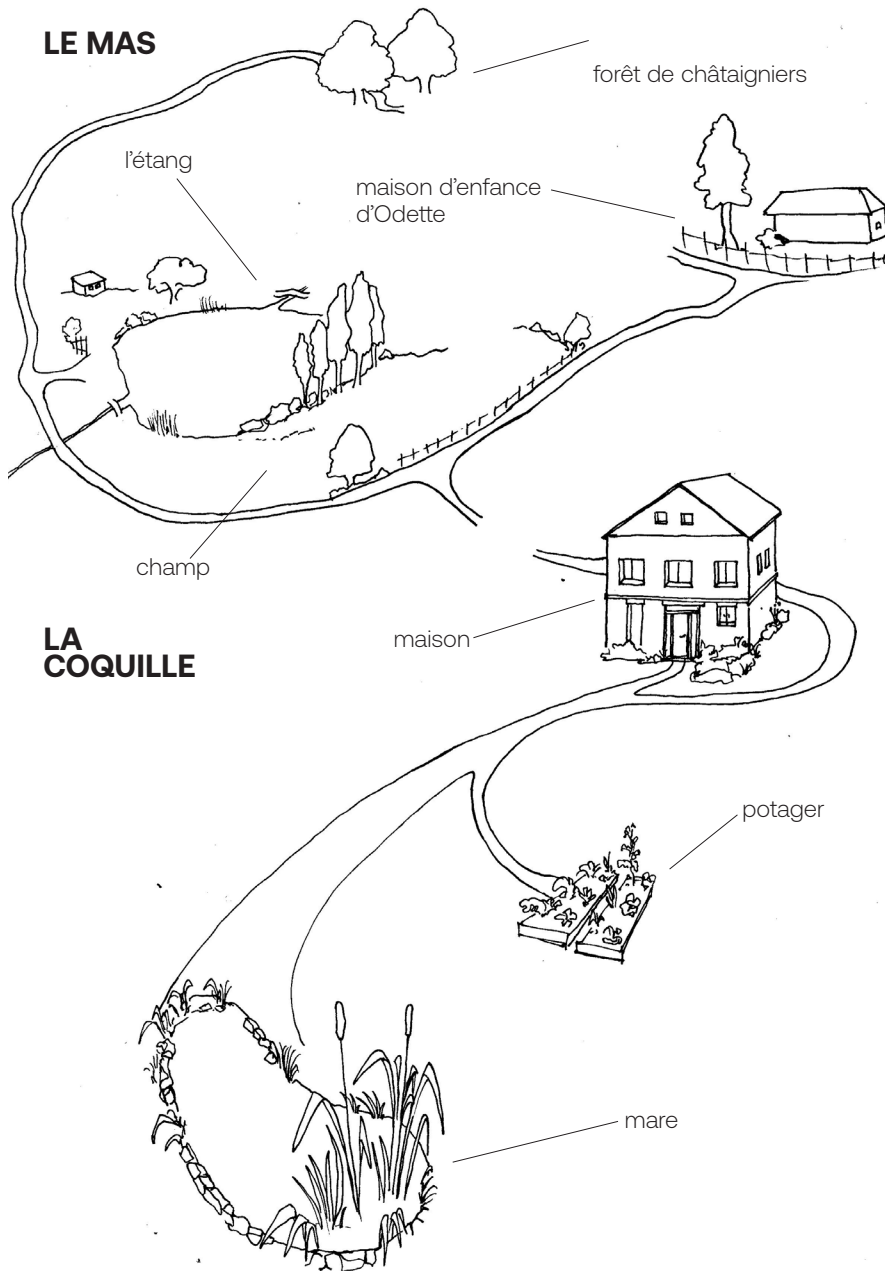 LE MAS
forêt de châtaigniers
l'étang
maison d'enfance
d'Odette
champ
LA
COQUILLE
maison
potager
mare